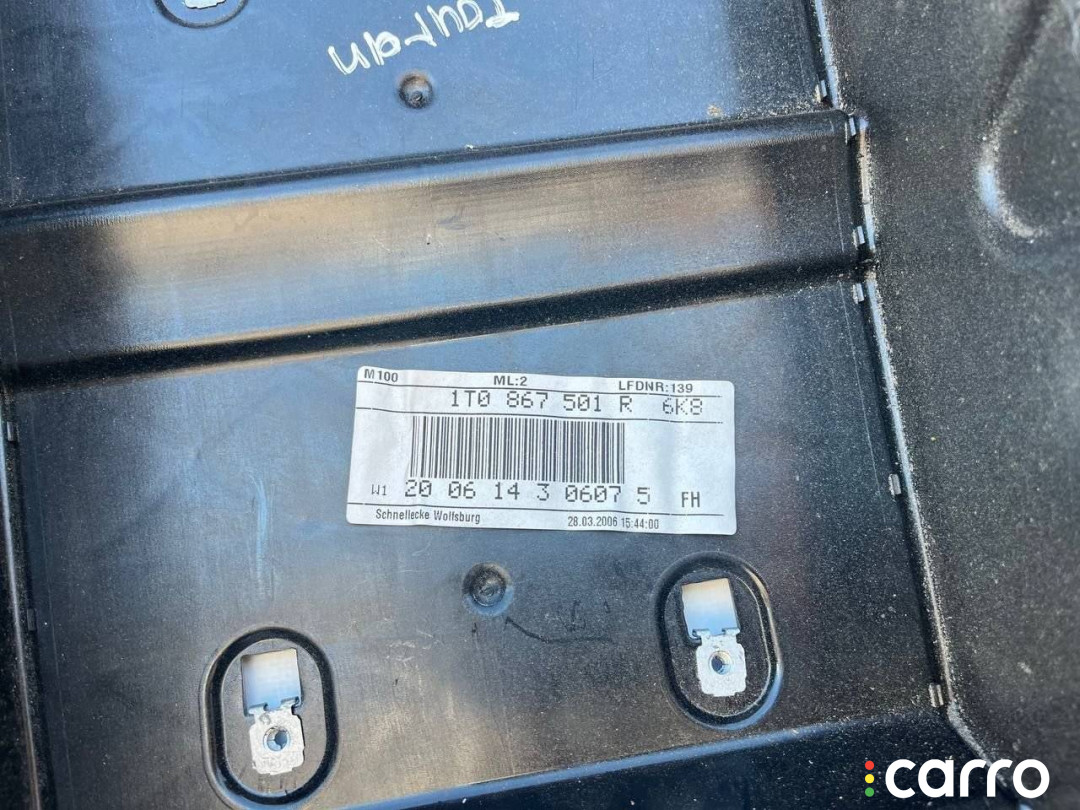 Touran
M100 ML:2 LFDNR:139
1T0 867 501 R 6K8
W1 20 06 14 3 0607 5 FH
Schnellecke Wolfsburg 28.03.2006 15:44:00
carro